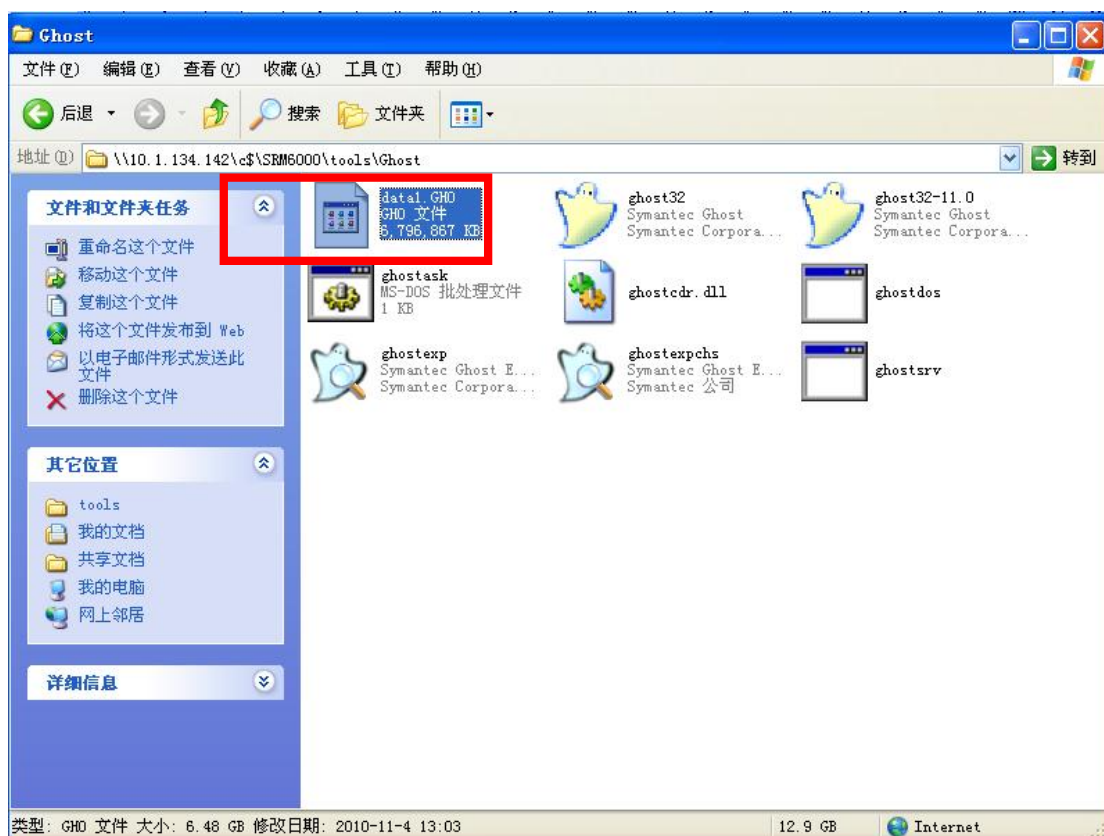 Ghost
文件(F) 编辑(E) 查看(V) 收藏(A) 工具(T) 帮助(H)
后退 搜索 文件夹
地址(D) \\10.1.134.142\c$\SRM6000\tools\Ghost 转到
文件和文件夹任务
重命名这个文件
移动这个文件
复制这个文件
将这个文件发布到 Web
以电子邮件形式发送此
文件
删除这个文件
其它位置
tools
我的文档
共享文档
我的电脑
网上邻居
详细信息
data1.GHO
GHO 文件
6,796,867 KB
ghost32
Symantec Ghost
Symantec Corpora...
ghost32-11.0
Symantec Ghost
Symantec Corpora...
ghostask
MS-DOS 批处理文件
1 KB
ghostcdr.dll
ghostdos
ghostexp
Symantec Ghost E...
Symantec Corpora...
ghostexpchs
Symantec Ghost E...
Symantec 公司
ghostsrv
类型: GHO 文件 大小: 6.48 GB 修改日期: 2010-11-4 13:03 12.9 GB Internet